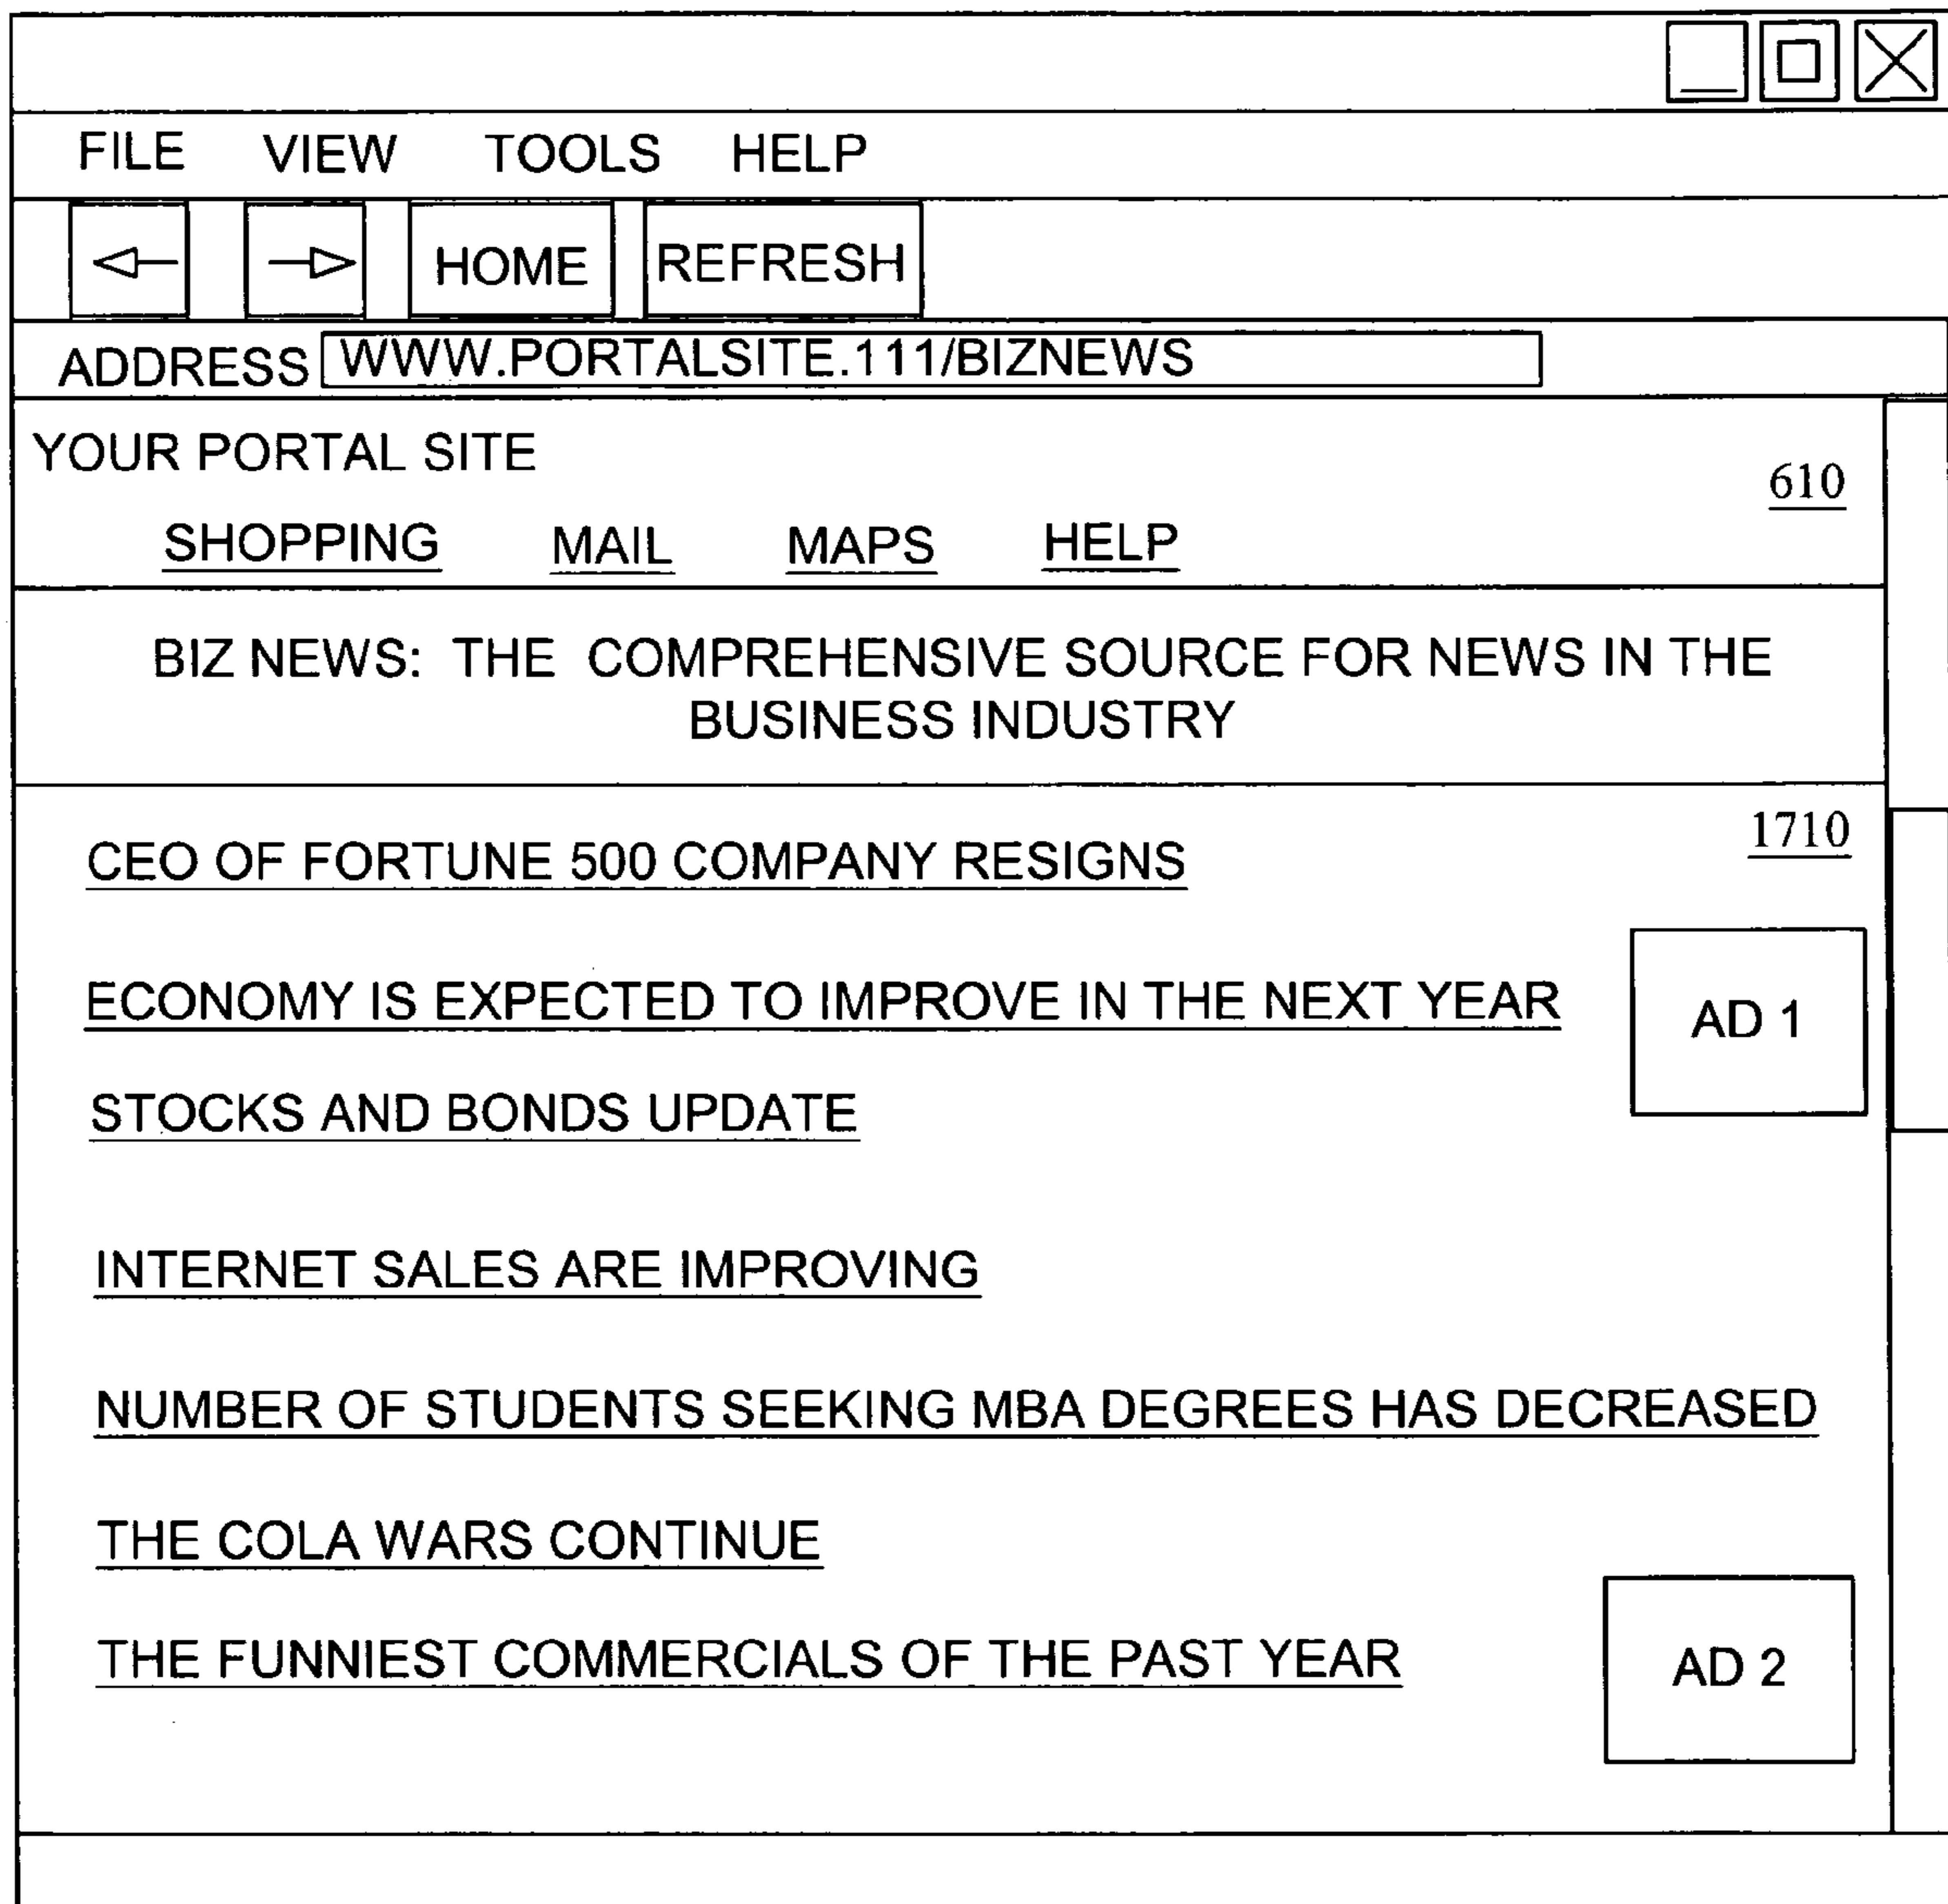 FILE VIEW TOOLS HELP
HOME REFRESH
ADDRESS WWW.PORTALSITE.111/BIZNEWS
YOUR PORTAL SITE
610
SHOPPING MAIL MAPS HELP
BIZ NEWS: THE COMPREHENSIVE SOURCE FOR NEWS IN THE
BUSINESS INDUSTRY
1710
CEO OF FORTUNE 500 COMPANY RESIGNS
ECONOMY IS EXPECTED TO IMPROVE IN THE NEXT YEAR
AD 1
STOCKS AND BONDS UPDATE
INTERNET SALES ARE IMPROVING
NUMBER OF STUDENTS SEEKING MBA DEGREES HAS DECREASED
THE COLA WARS CONTINUE
THE FUNNIEST COMMERCIALS OF THE PAST YEAR
AD 2